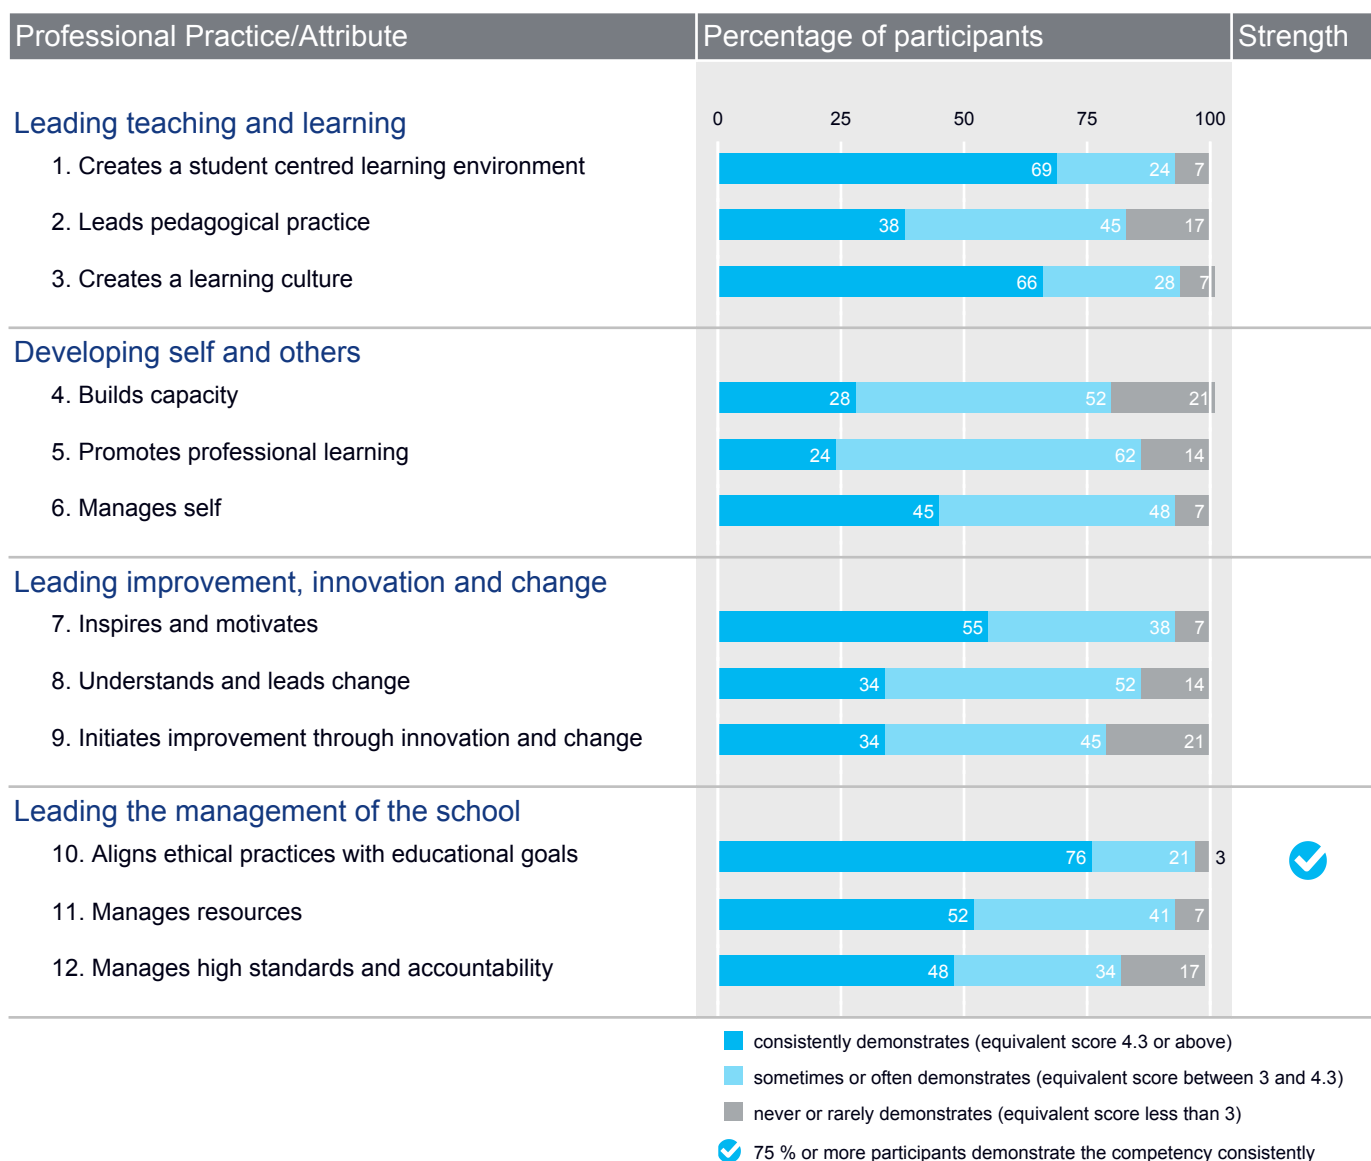 Professional Practice/Attribute Percentage of participants Strength
Leading teaching and learning 0 25 50 75 100
1. Creates a student centred learning environment 69 24 7
2. Leads pedagogical practice 38 45 17
3. Creates a learning culture 66 28 7
Developing self and others
4. Builds capacity 28 52 21
5. Promotes professional learning 24 62 14
6. Manages self 45 48 7
Leading improvement, innovation and change
7. Inspires and motivates 55 38 7
8. Understands and leads change 34 52 14
9. Initiates improvement through innovation and change 34 45 21
Leading the management of the school
10. Aligns ethical practices with educational goals 76 21 3
11. Manages resources 52 41 7
12. Manages high standards and accountability 48 34 17
consistently demonstrates (equivalent score 4.3 or above)
sometimes or often demonstrates (equivalent score between 3 and 4.3)
never or rarely demonstrates (equivalent score less than 3)
75 % or more participants demonstrate the competency consistently